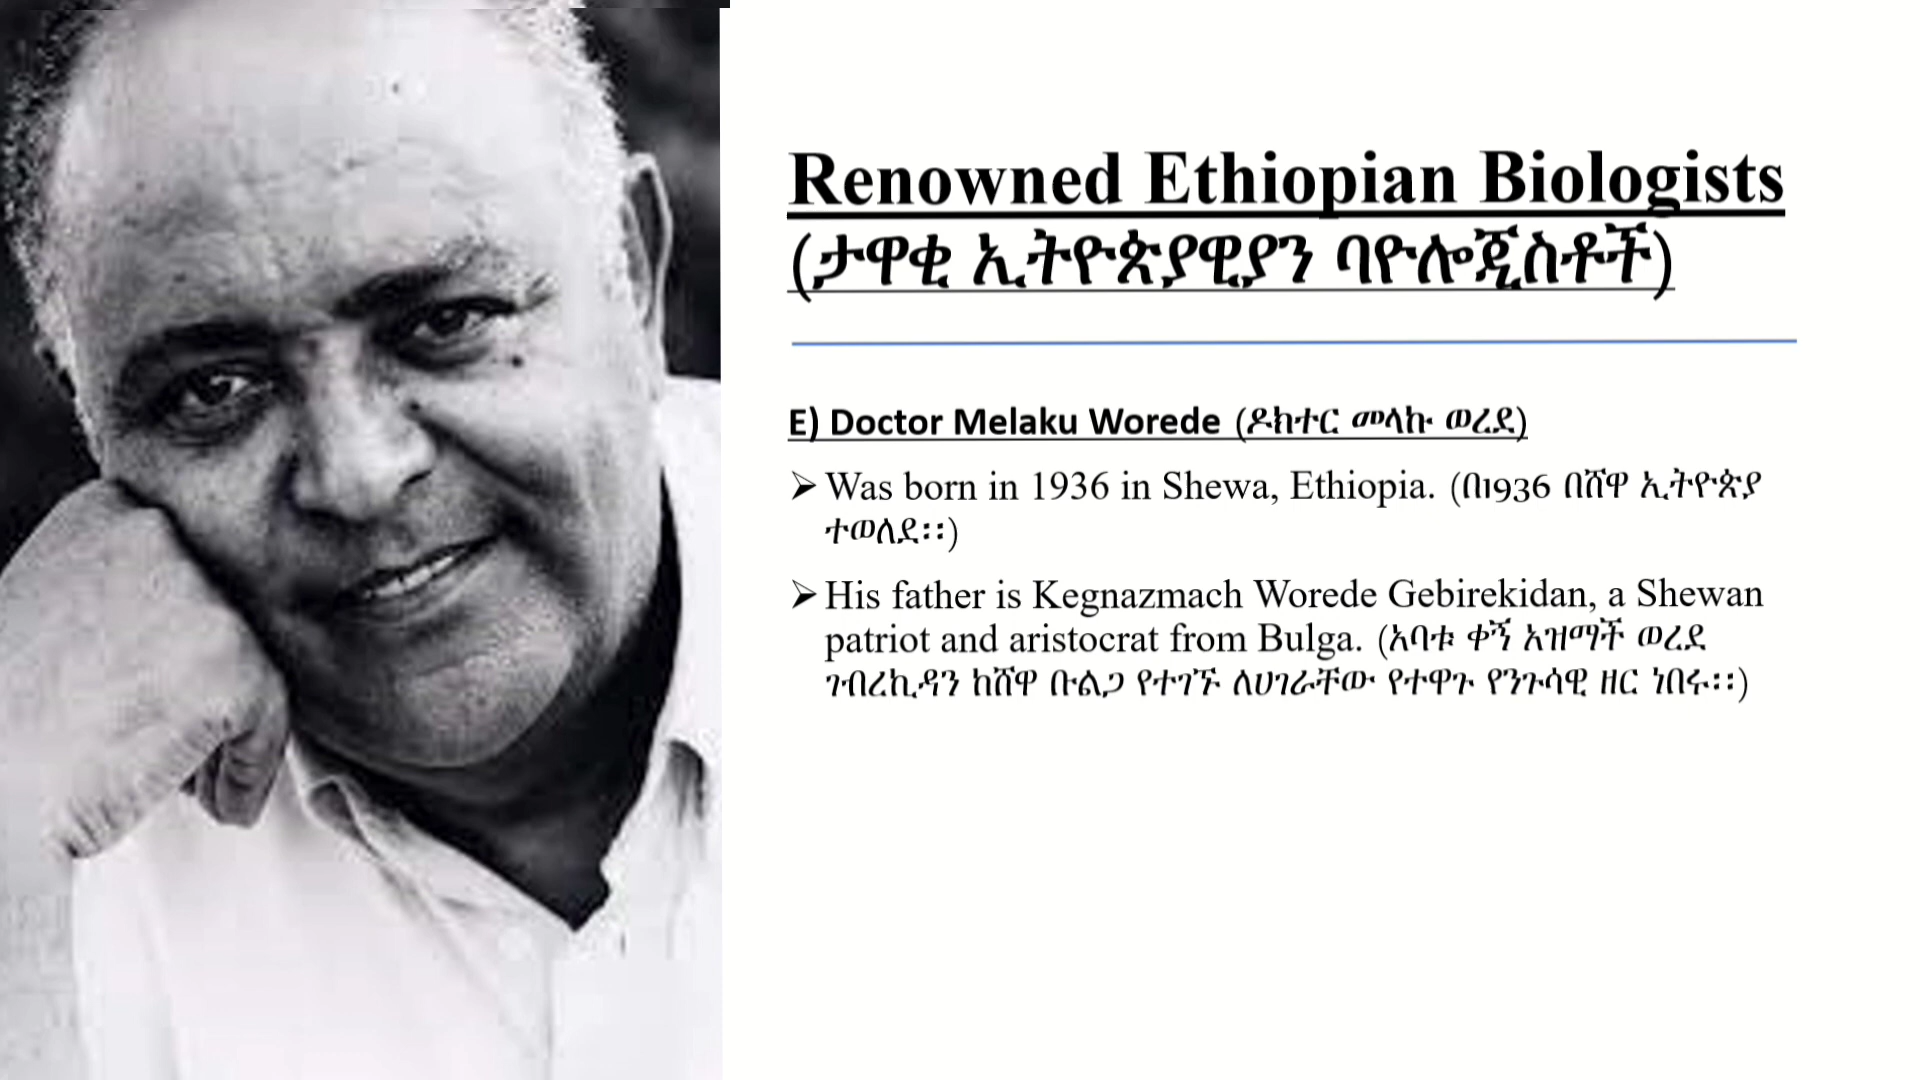 Renowned Ethiopian Biologists
(ታዋቂ ኢትዮጵያዊያን ባዮሎጂስቶች)
E) Doctor Melaku Worede (ዶክተር መላኩ ወረደ)
➢ Was born in 1936 in Shewa, Ethiopia. (በ1936 በሸዋ ኢትዮጵያ
ተወለደ፡፡)
➢ His father is Kegnazmach Worede Gebirekidan, a Shewan
patriot and aristocrat from Bulga. (አባቱ ቀኝ አዝማች ወረደ
ገብረኪዳን ከሸዋ ቡልጋ የተገኙ ለሀገራቸው የተዋጉ የንጉሳዊ ዘር ነበሩ፡፡)